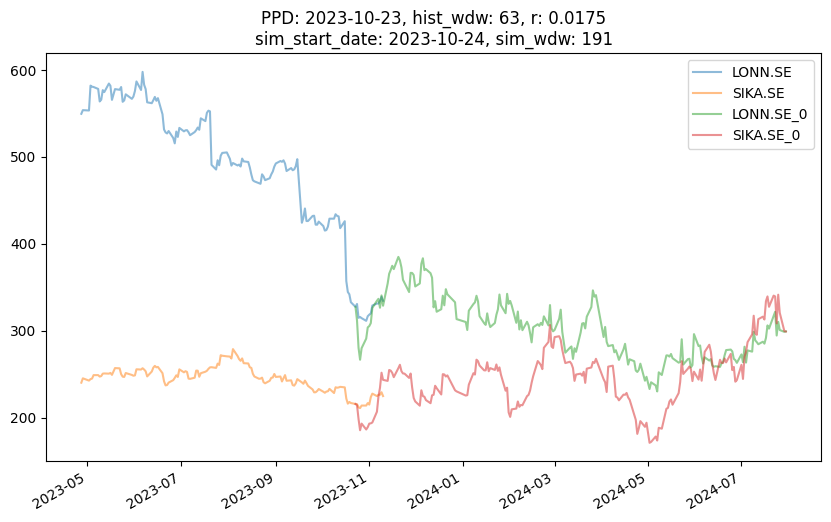 PPD: 2023-10-23, hist_wdw: 63, r: 0.0175
sim_start_date: 2023-10-24, sim_wdw: 191
LONN.SE
SIKA.SE
LONN.SE_0
SIKA.SE_0
600
500
400
300
200
2023-05
2023-07
2023-09
2023-11
2024-01
2024-03
2024-05
2024-07